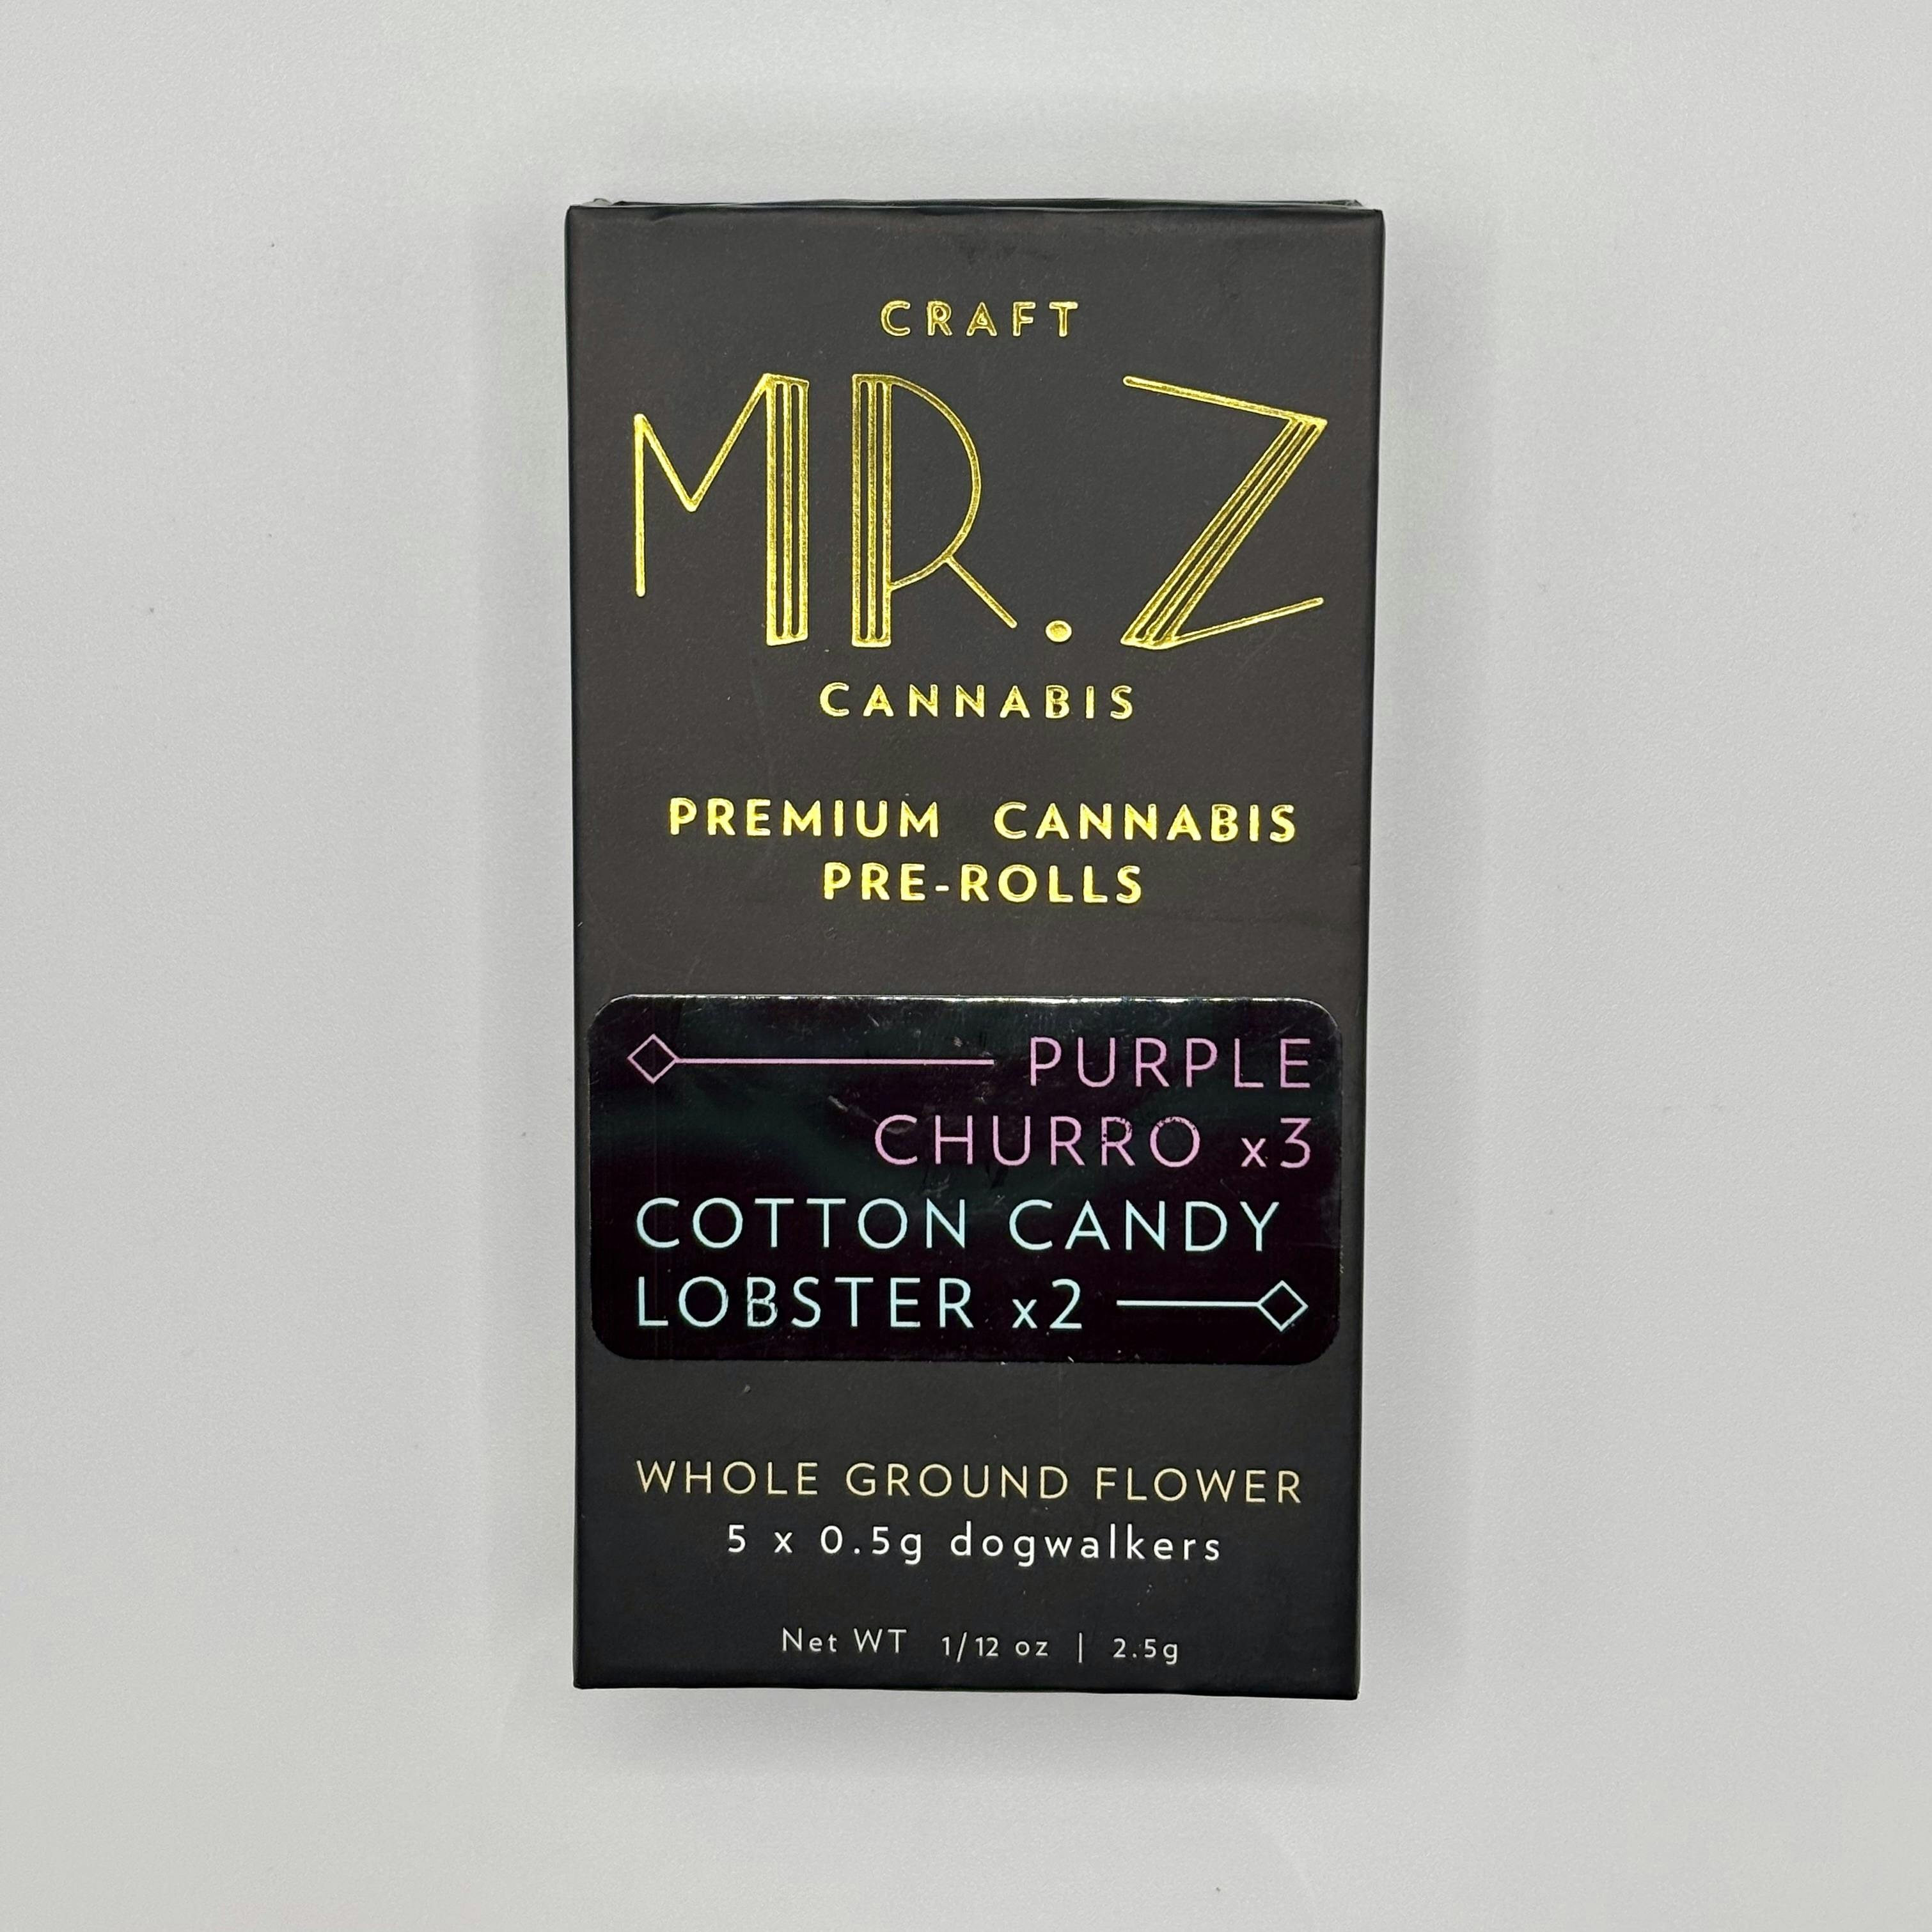 CRAFT
MR.Z
CANNABIS
PREMIUM CANNABIS
PRE-ROLLS
PURPLE
CHURRO x3
COTTON CANDY
LOBSTER x2
WHOLE GROUND FLOWER
5 x 0.5g dogwalkers
Net WT 1/12 oz | 2.5g